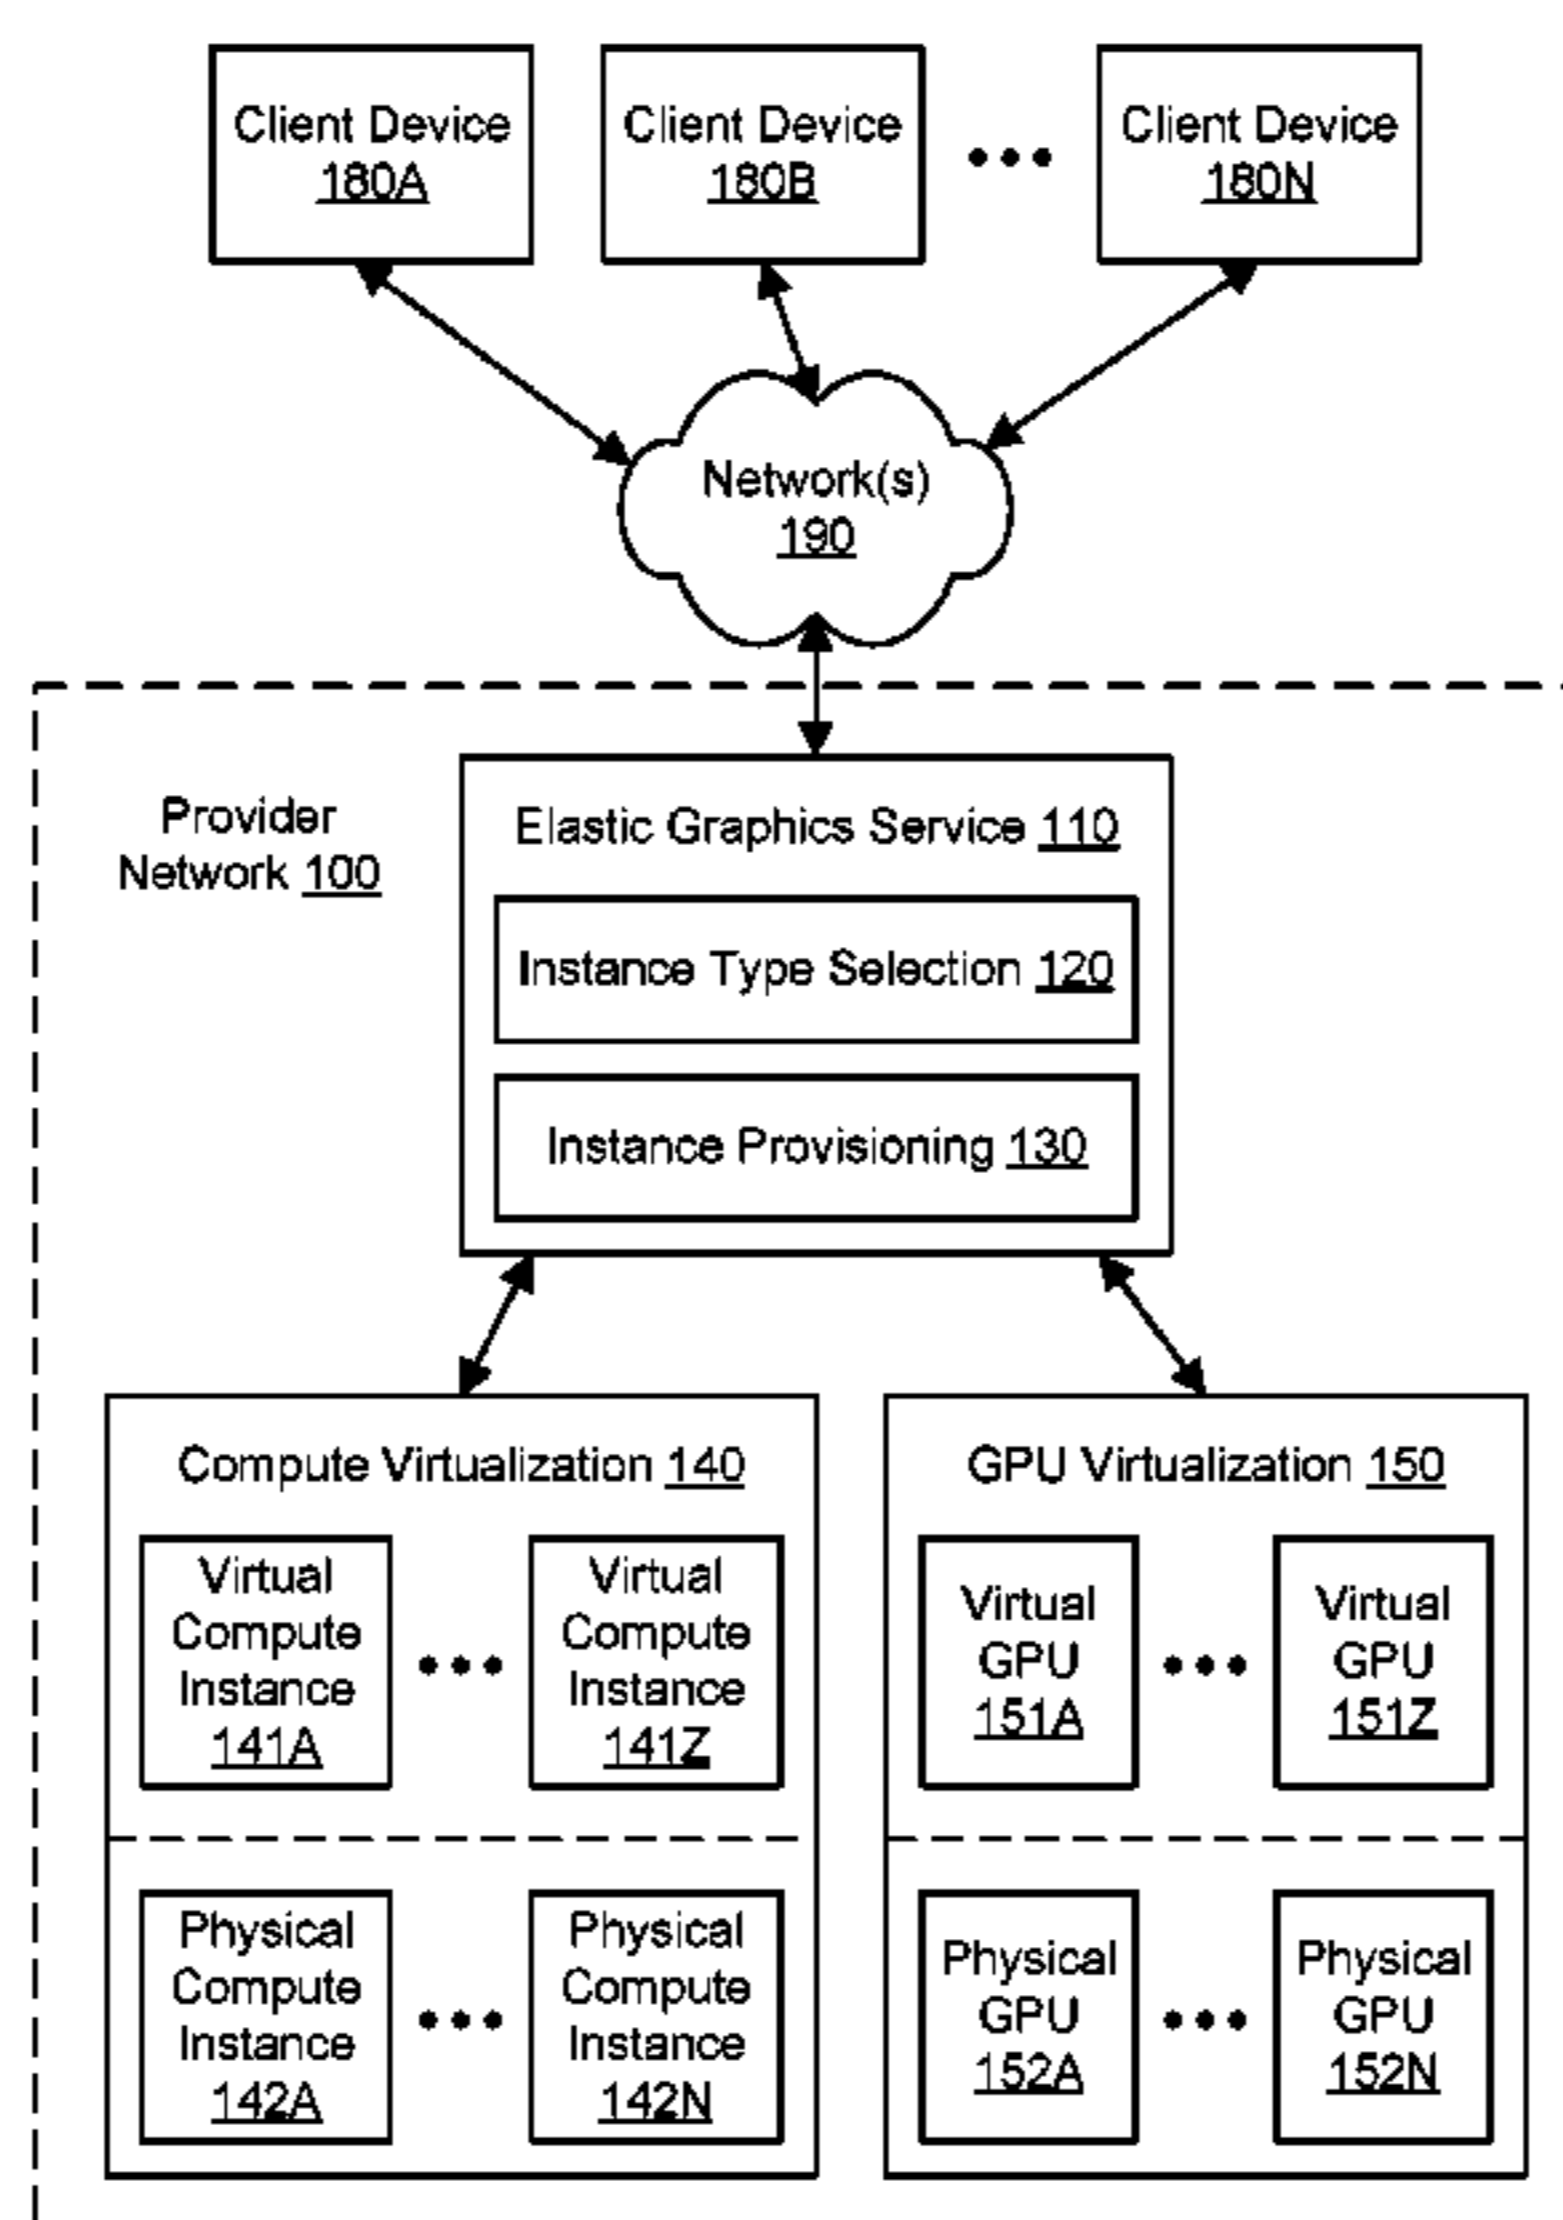 Client Device
180A
Client Device
180B
Client Device
180N
Network(s)
190
Provider
Network 100
Elastic Graphics Service 110
Instance Type Selection 120
Instance Provisioning 130
Compute Virtualization 140
Virtual
Compute
Instance
141A
Virtual
Compute
Instance
141Z
Physical
Compute
Instance
142A
Physical
Compute
Instance
142N
GPU Virtualization 150
Virtual
GPU
151A
Virtual
GPU
151Z
Physical
GPU
152A
Physical
GPU
152N